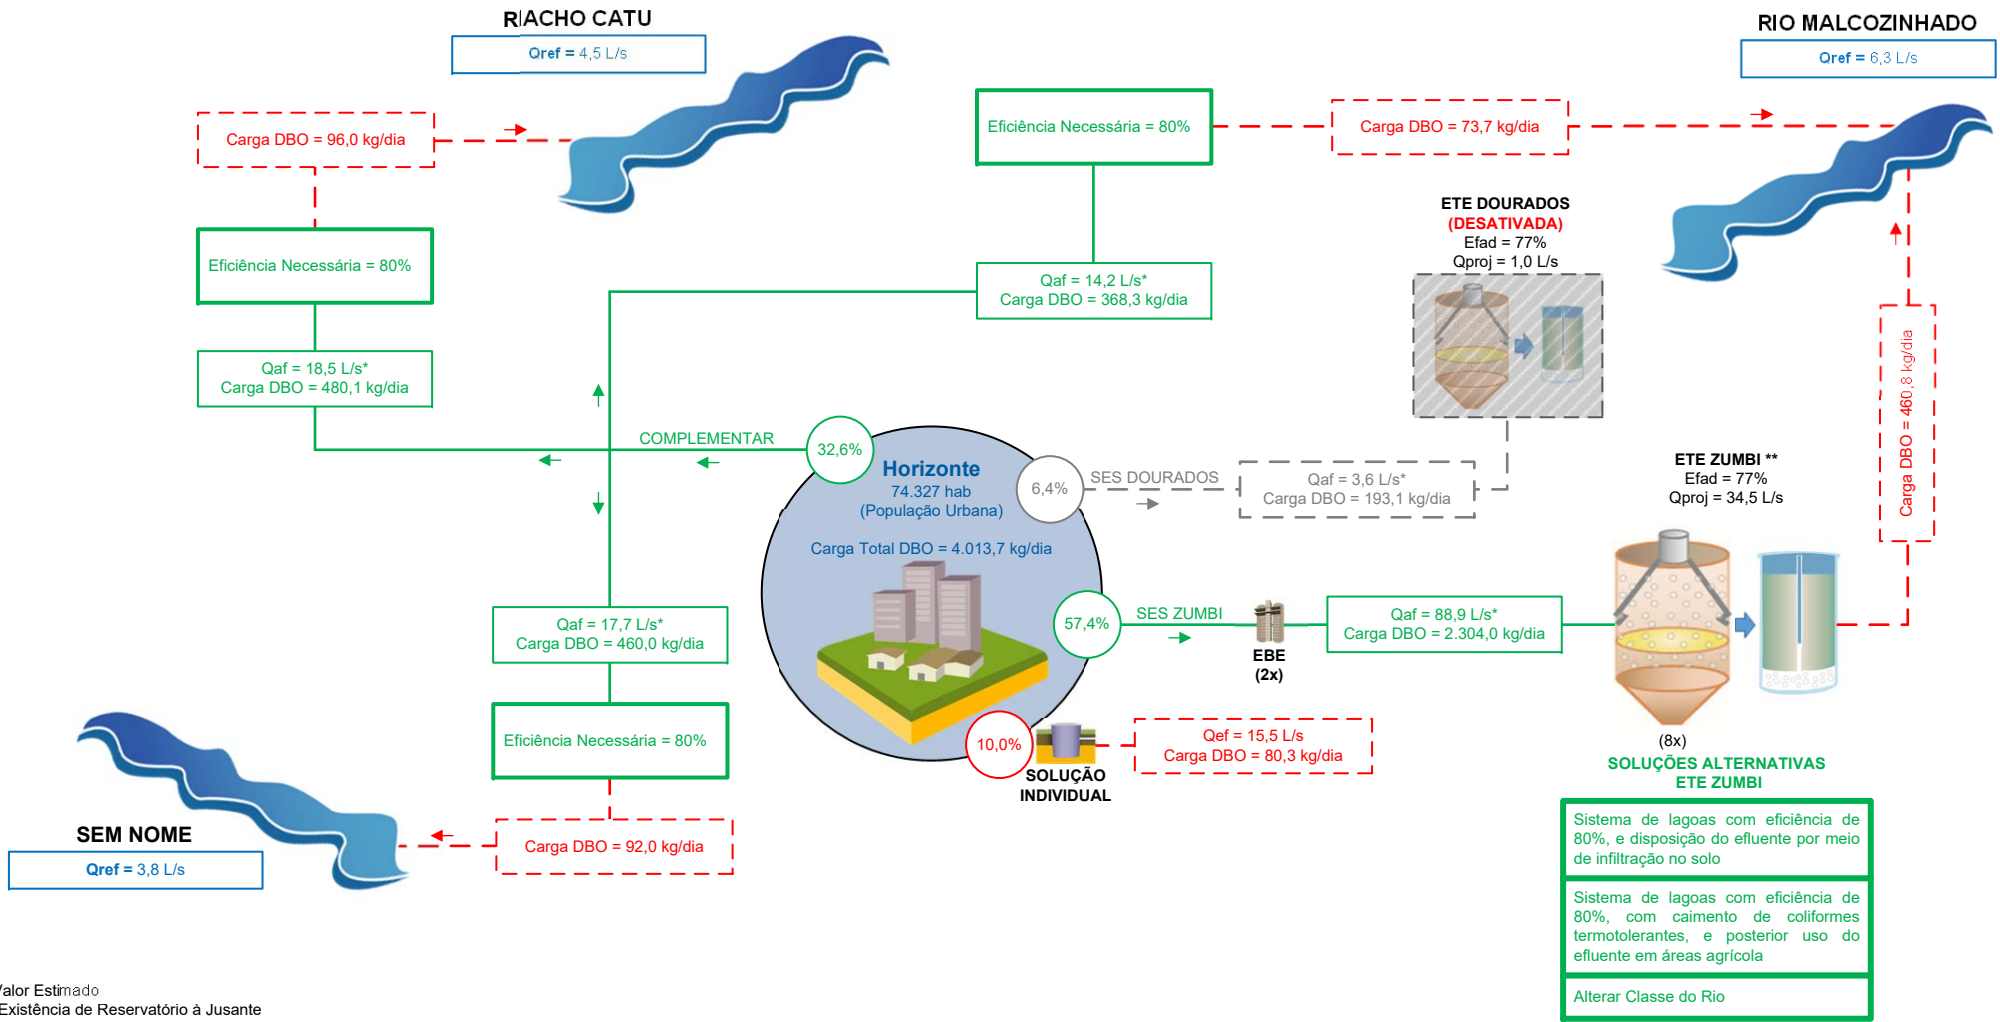 RIACHO CATU
Qref = 4,5 L/s
RIO MALCOZINHADO
Qref = 6,3 L/s
Carga DBO = 96,0 kg/dia
Eficiência Necessária = 80%
Carga DBO = 73,7 kg/dia
Eficiência Necessária = 80%
ETE DOURADOS
(DESATIVADA)
Efad = 77%
Qproj = 1,0 L/s
Qaf = 14,2 L/s*
Carga DBO = 368,3 kg/dia
Qaf = 18,5 L/s*
Carga DBO = 480,1 kg/dia
Carga DBO = 460,8 kg/dia
COMPLEMENTAR
32,6%
Horizonte
74.327 hab
(População Urbana)
Carga Total DBO = 4.013,7 kg/dia
6,4%
SES DOURADOS
Qaf = 3,6 L/s*
Carga DBO = 193,1 kg/dia
ETE ZUMBI **
Efad = 77%
Qproj = 34,5 L/s
57,4%
SES ZUMBI
EBE
(2x)
Qaf = 88,9 L/s*
Carga DBO = 2.304,0 kg/dia
(8x)
Qaf = 17,7 L/s*
Carga DBO = 460,0 kg/dia
Eficiência Necessária = 80%
Carga DBO = 92,0 kg/dia
SEM NOME
Qref = 3,8 L/s
10,0%
SOLUÇÃO
INDIVIDUAL
Qef = 15,5 L/s
Carga DBO = 80,3 kg/dia
SOLUÇÕES ALTERNATIVAS
ETE ZUMBI
Sistema de lagoas com eficiência de
80%, e disposição do efluente por meio
de infiltração no solo
Sistema de lagoas com eficiência de
80%, com caimento de coliformes
termotolerantes, e posterior uso do
efluente em áreas agrícola
Alterar Classe do Rio
Valor Estimado
Existência de Reservatório à Jusante